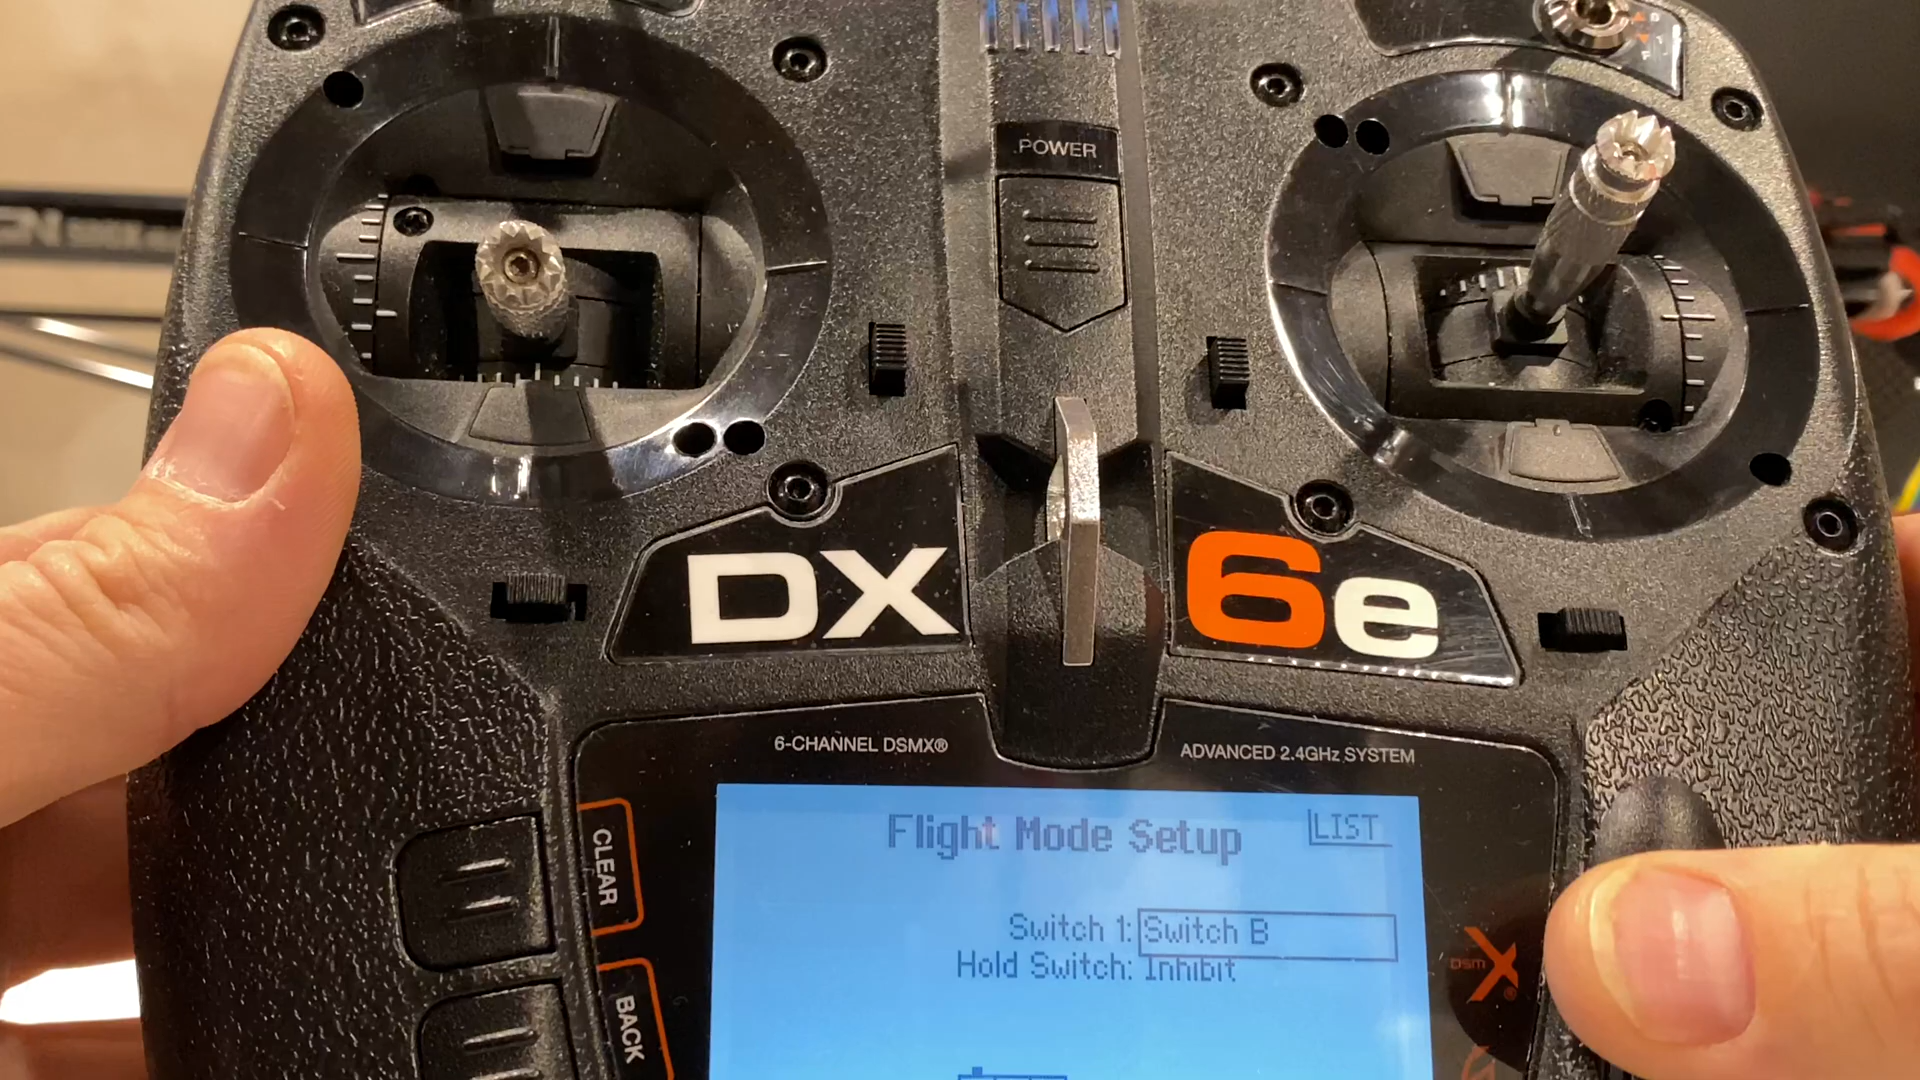 POWER
DX 6e
6-CHANNEL DSMX®
ADVANCED 2.4GHz SYSTEM
CLEAR
BACK
Flight Mode Setup
LIST
Switch 1: Switch B
Hold Switch: Inhibit
DSM X®